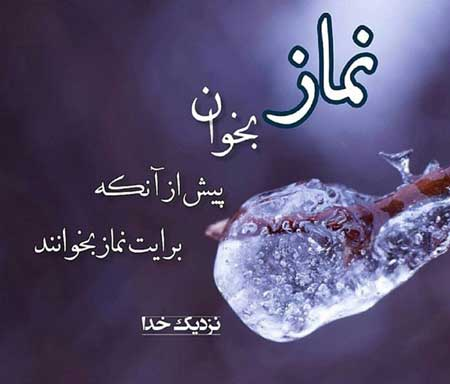 نماز
بخوان
پیش از آنکه
برایت نماز بخوانند
نزدیک خدا